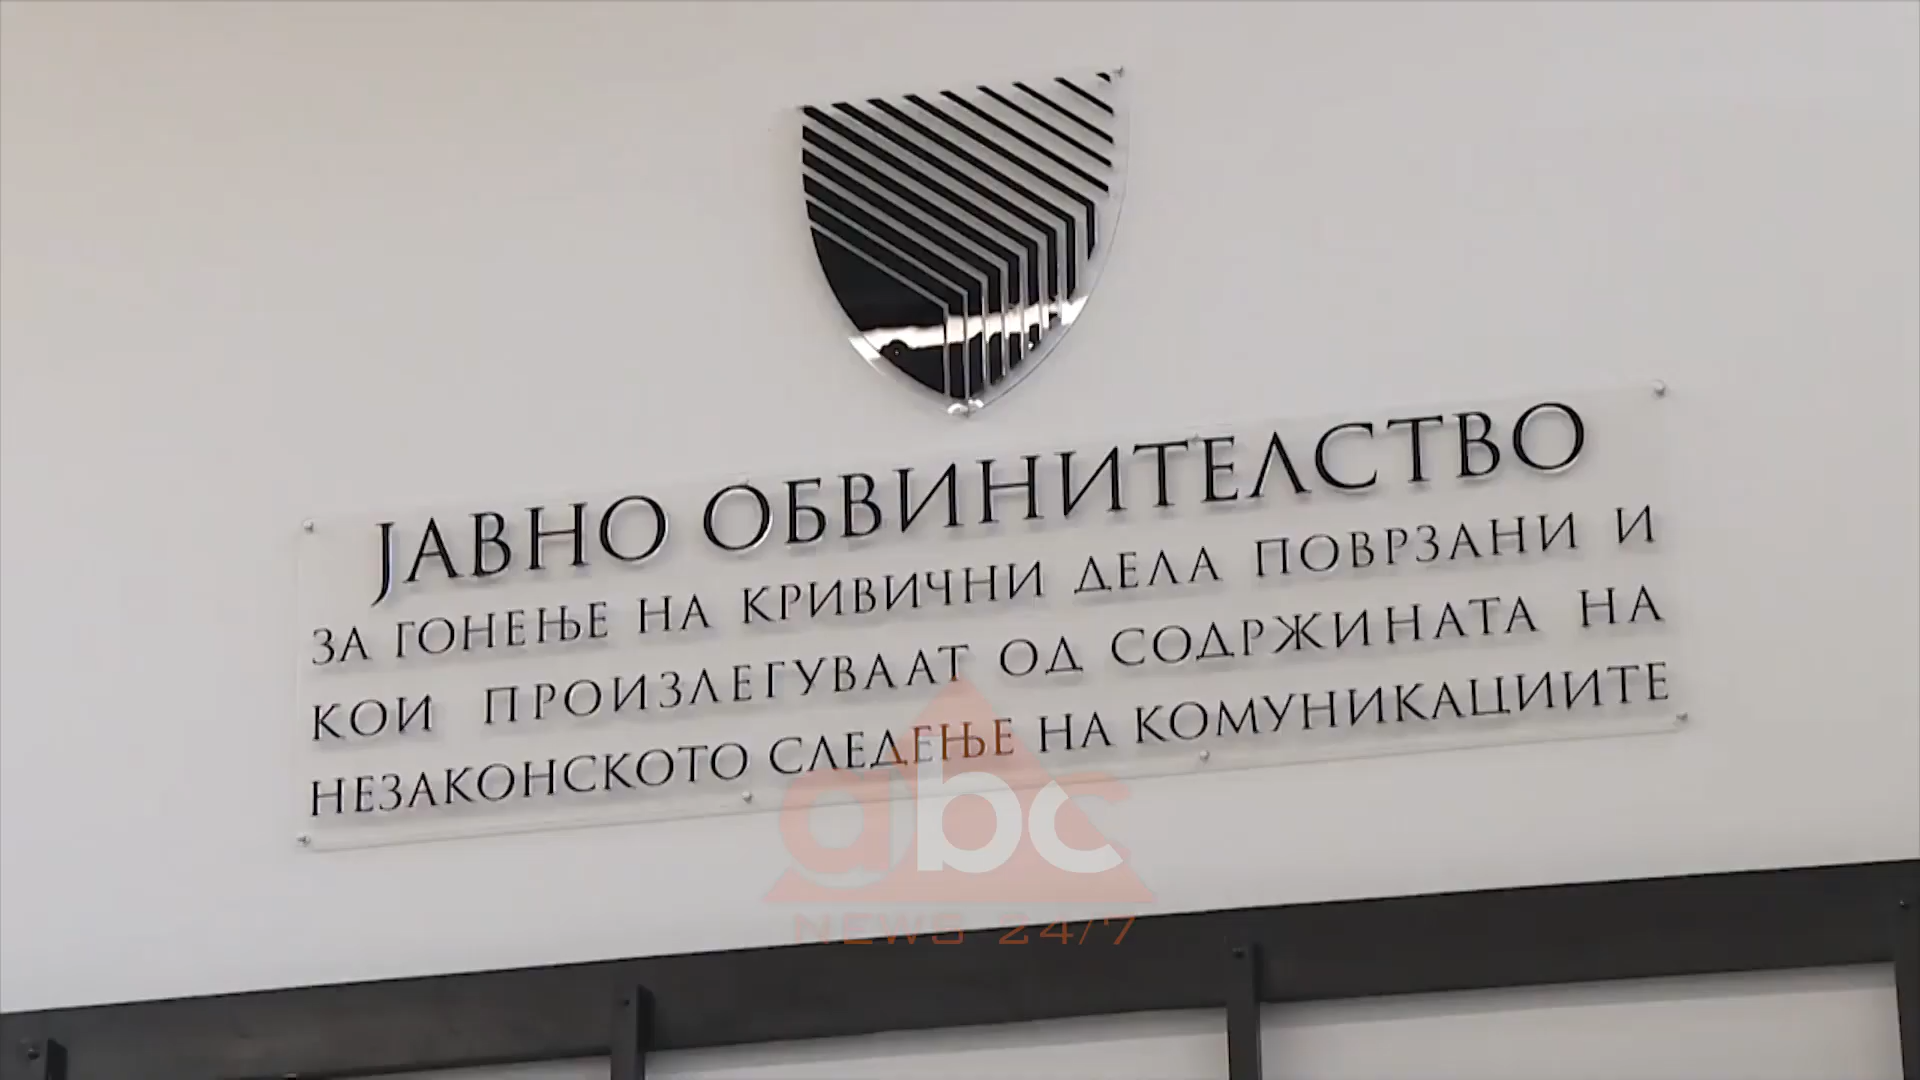 ЈАВНО ОБВИНИТЕЛСТВО
ЗА ГОНЕЊЕ НА КРИВИЧНИ ДЕЛА ПОВРЗАНИ И
КОИ ПРОИЗЛЕГУВААТ ОД СОДРЖИНАТА НА
НЕЗАКОНСКОТО СЛЕДЕЊЕ НА КОМУНИКАЦИИТЕ
abc
NEWS 24/7